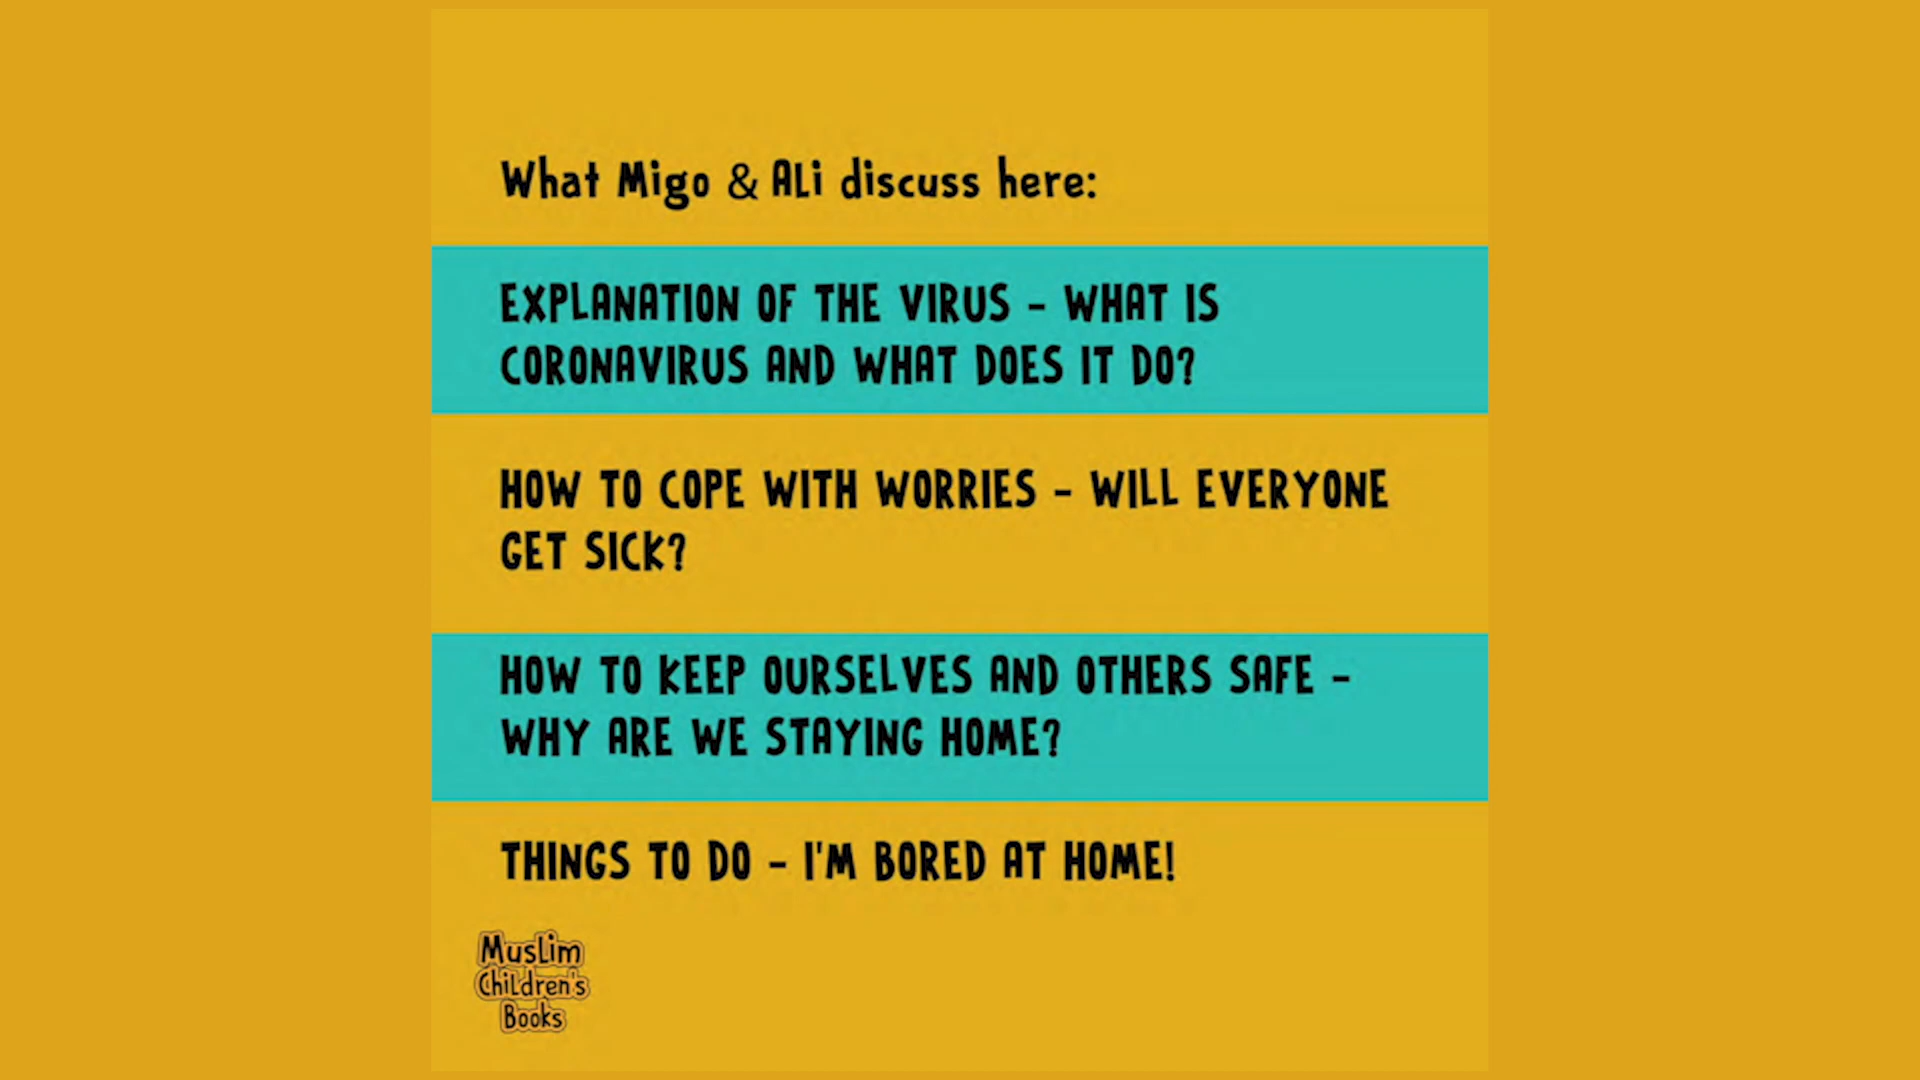 What Migo & Ali discuss here:
EXPLANATION OF THE VIRUS - WHAT IS
CORONAVIRUS AND WHAT DOES IT DO?
HOW TO COPE WITH WORRIES - WILL EVERYONE
GET SICK?
HOW TO KEEP OURSELVES AND OTHERS SAFE -
WHY ARE WE STAYING HOME?
THINGS TO DO - I'M BORED AT HOME!
Muslim
Children's
Books